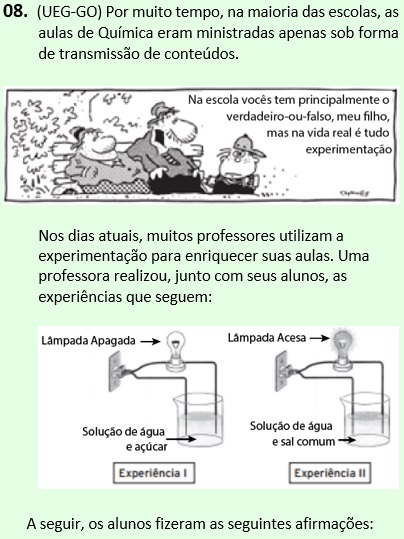 08. (UEG-GO) Por muito tempo, na maioria das escolas, as
aulas de Química eram ministradas apenas sob forma
de transmissão de conteúdos.
Na escola vocês tem principalmente o
verdadeiro-ou-falso, meu filho,
mas na vida real é tudo
experimentação
Nos dias atuais, muitos professores utilizam a
experimentação para enriquecer suas aulas. Uma
professora realizou, junto com seus alunos, as
experiências que seguem:
Lâmpada Apagada
Solução de água
e açúcar
Experiência I
Lâmpada Acesa
Solução de água
e sal comum
Experiência II
A seguir, os alunos fizeram as seguintes afirmações: